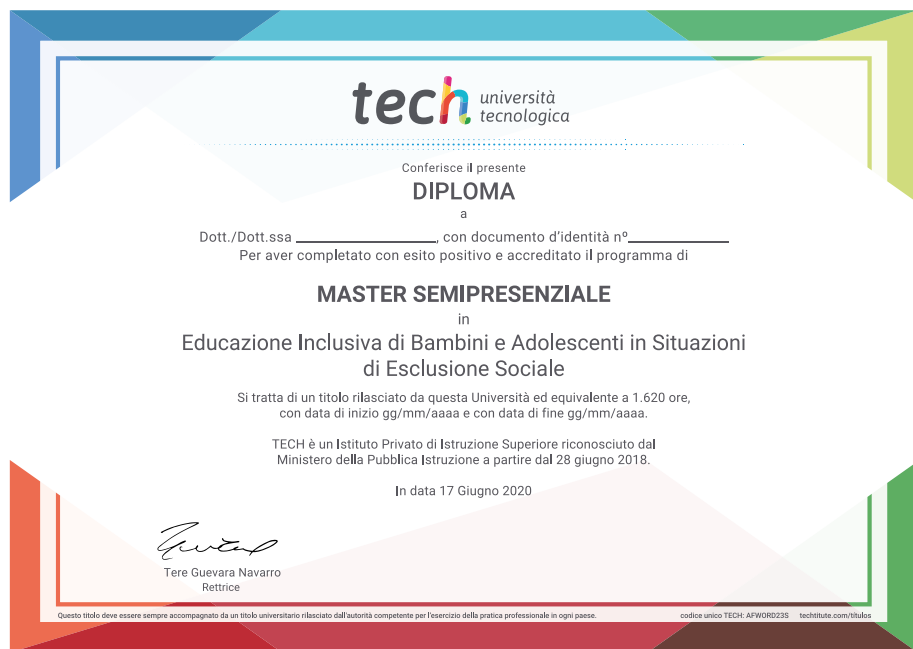 tech università
tecnologica
Conferisce il presente
DIPLOMA
a
Dott./Dott.ssa ________________, con documento d'identità nº____________
Per aver completato con esito positivo e accreditato il programma di
MASTER SEMIPRESENZIALE
in
Educazione Inclusiva di Bambini e Adolescenti in Situazioni
di Esclusione Sociale
Si tratta di un titolo rilasciato da questa Università ed equivalente a 1.620 ore,
con data di inizio gg/mm/aaaa e con data di fine gg/mm/aaaa.
TECH è un Istituto Privato di Istruzione Superiore riconosciuto dal
Ministero della Pubblica Istruzione a partire dal 28 giugno 2018.
In data 17 Giugno 2020
Tere Guevara Navarro
Rettrice
Questo titolo deve essere sempre accompagnato da un titolo universitario rilasciato dall'autorità competente per l'esercizio della pratica professionale in ogni paese. codice unico TECH: AFWORD23S techtitute.com/titulos